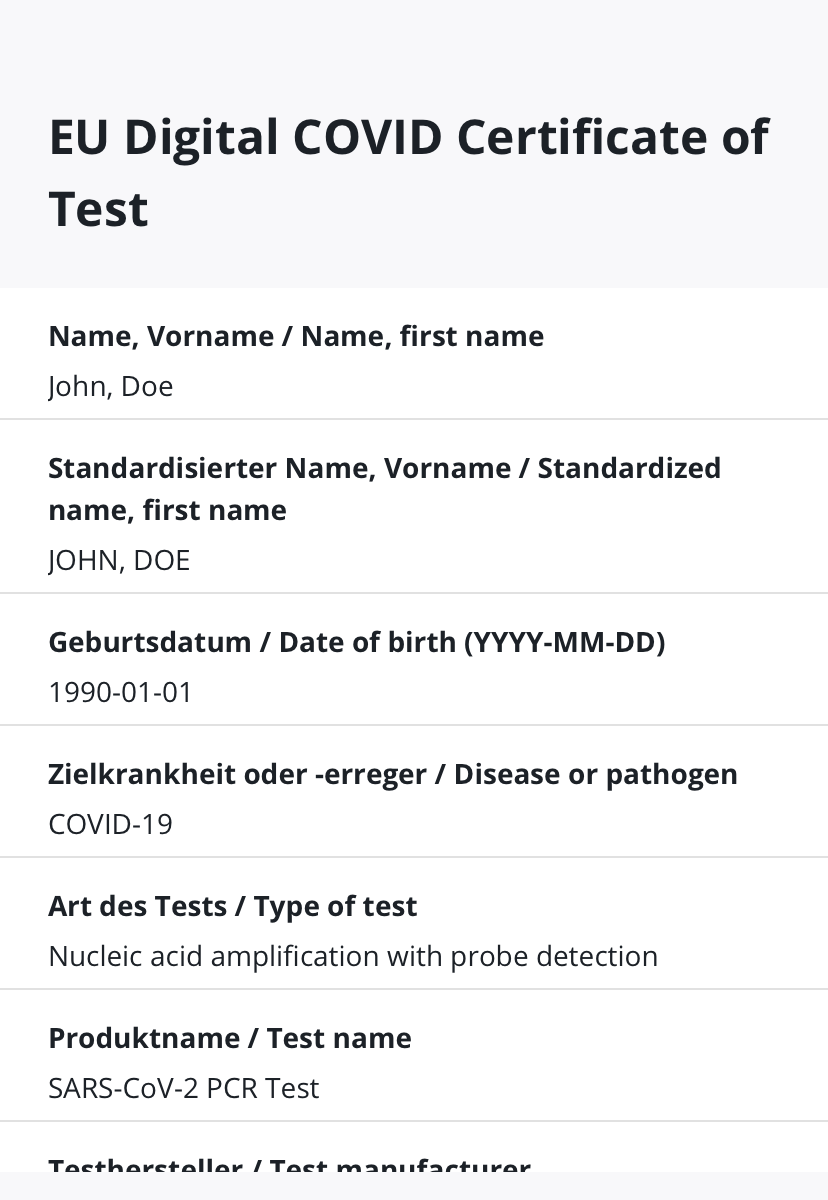 EU Digital COVID Certificate of
Test
Name, Vorname / Name, first name
John, Doe
Standardisierter Name, Vorname / Standardized
name, first name
JOHN, DOE
Geburtsdatum / Date of birth (YYYY-MM-DD)
1990-01-01
Zielkrankheit oder -erreger / Disease or pathogen
COVID-19
Art des Tests / Type of test
Nucleic acid amplification with probe detection
Produktname / Test name
SARS-CoV-2 PCR Test
Testhersteller / Test manufacturer